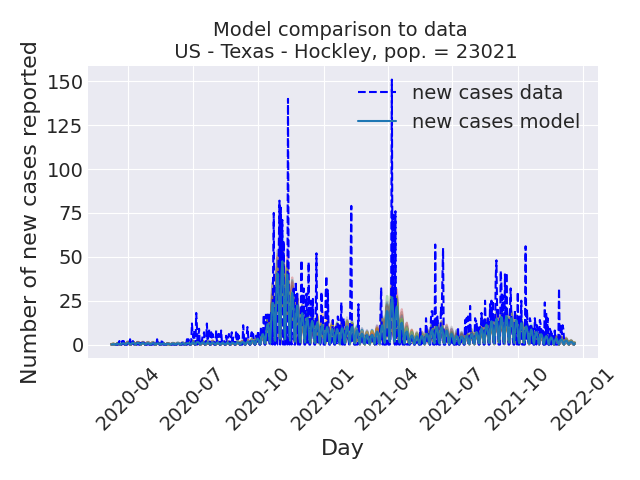 Model comparison to data
US - Texas - Hockley, pop. = 23021
new cases data
new cases model
Number of new cases reported
150
125
100
75
50
25
0
2020-04
2020-07
2020-10
2021-01
2021-04
2021-07
2021-10
2022-01
Day